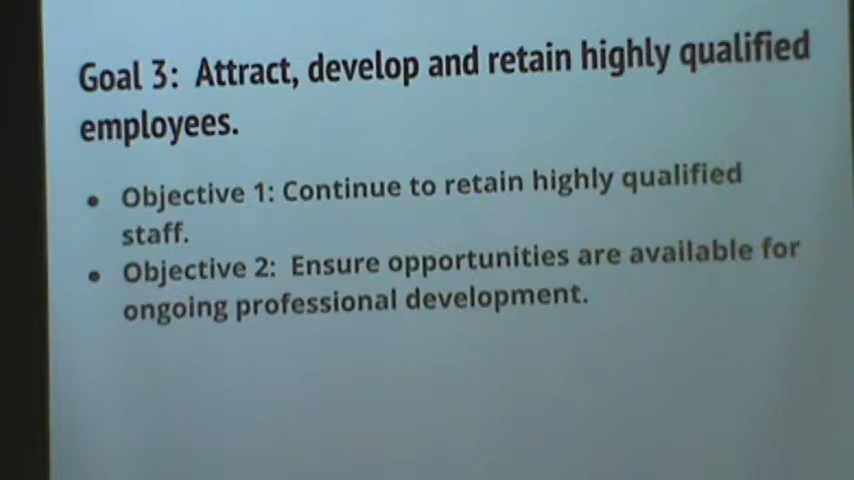 Goal 3: Attract, develop and retain highly qualified
employees.
• Objective 1: Continue to retain highly qualified
staff.
• Objective 2: Ensure opportunities are available for
ongoing professional development.